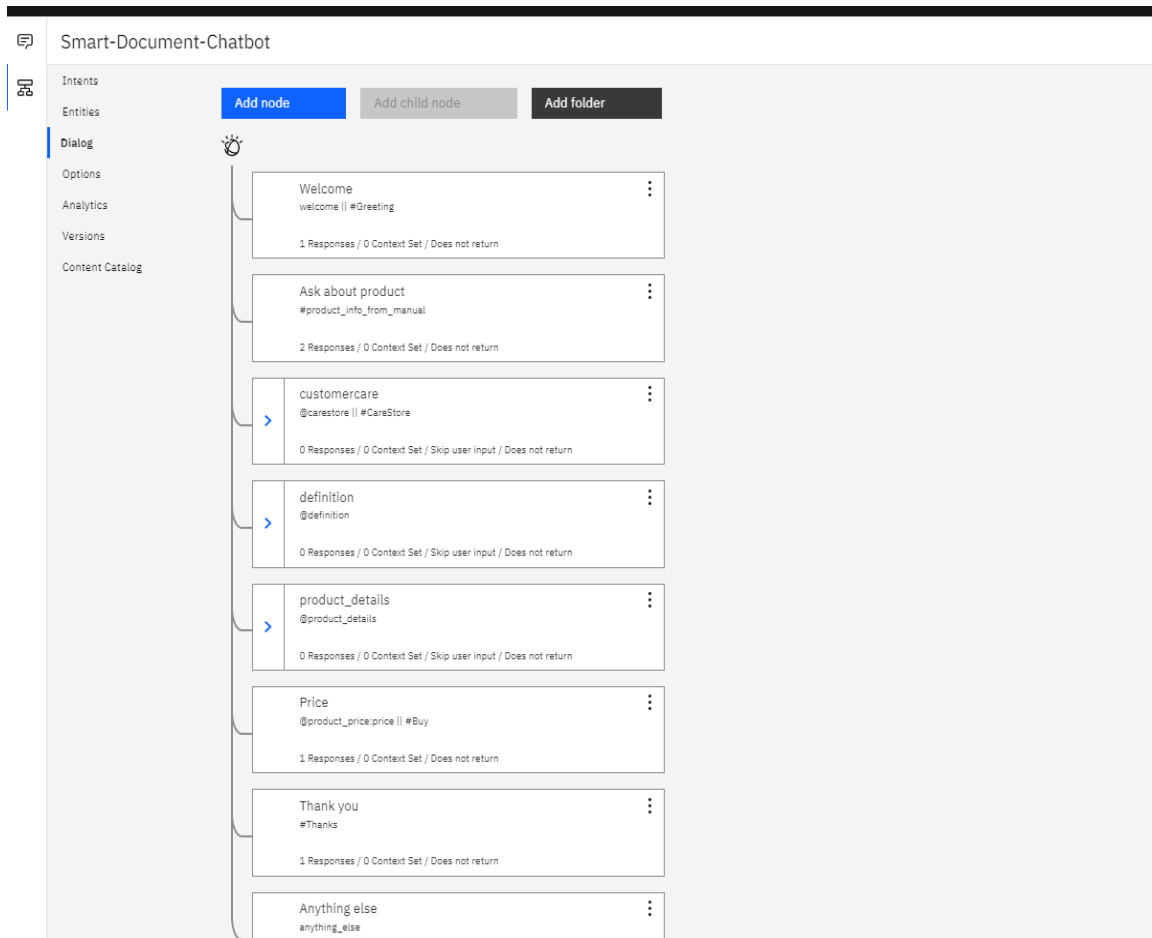 Smart-Document-Chatbot
Intents
Entities
Dialog
Options
Analytics
Versions
Content Catalog
Add node Add child node Add folder
Welcome
welcome || #Greeting
1 Responses / 0 Context Set / Does not return
Ask about product
#product_info_from_manual
2 Responses / 0 Context Set / Does not return
customercare
@carestore || #CareStore
0 Responses / 0 Context Set / Skip user input / Does not return
definition
@definition
0 Responses / 0 Context Set / Skip user input / Does not return
product_details
@product_details
0 Responses / 0 Context Set / Skip user input / Does not return
Price
@product_price:price || #Buy
1 Responses / 0 Context Set / Does not return
Thank you
#Thanks
1 Responses / 0 Context Set / Does not return
Anything else
anything_else